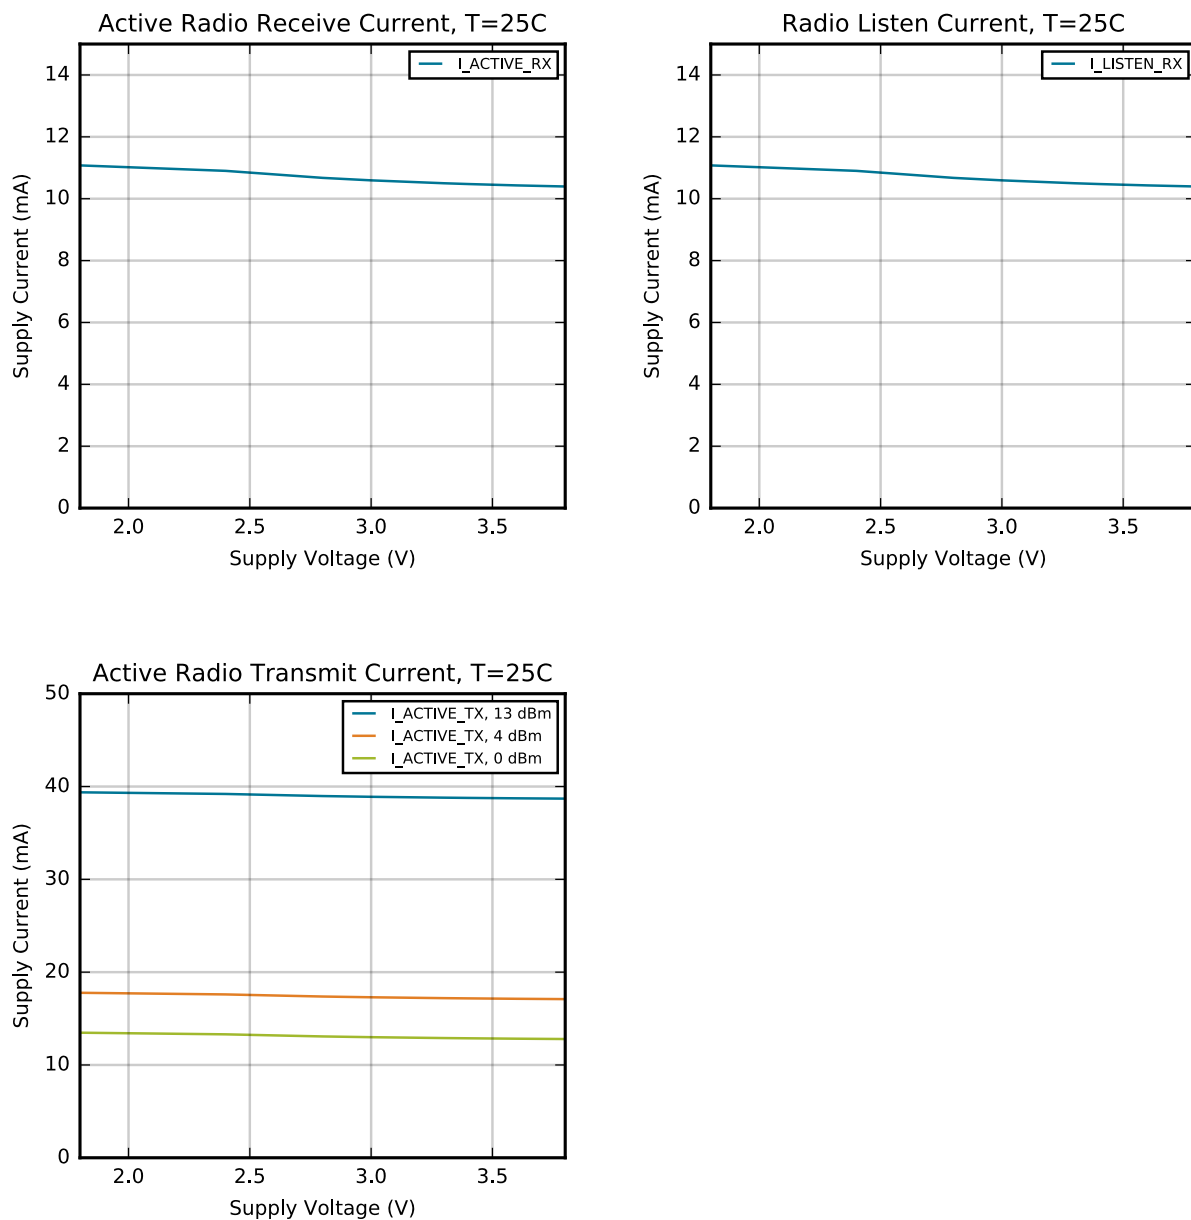 Active Radio Receive Current, T=25C
I_ACTIVE_RX
14
12
10
8
6
4
2
0
Supply Current (mA)
2.0 2.5 3.0 3.5
Supply Voltage (V)
Radio Listen Current, T=25C
I_LISTEN_RX
14
12
10
8
6
4
2
0
Supply Current (mA)
2.0 2.5 3.0 3.5
Supply Voltage (V)
Active Radio Transmit Current, T=25C
I_ACTIVE_TX, 13 dBm
I_ACTIVE_TX, 4 dBm
I_ACTIVE_TX, 0 dBm
50
40
30
20
10
0
Supply Current (mA)
2.0 2.5 3.0 3.5
Supply Voltage (V)